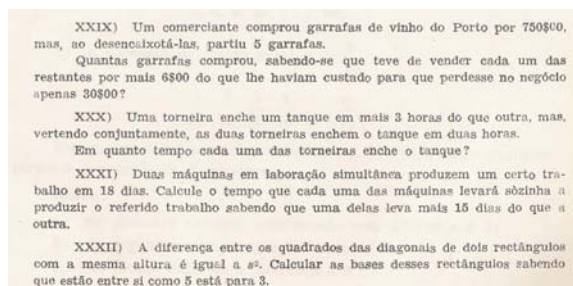 XXIX) Um comerciante comprou garrafas de vinho do Porto por 750$00,
mas, ao desencaixotá-las, partiu 5 garrafas.
Quantas garrafas comprou, sabendo-se que teve de vender cada um das
restantes por mais 6$00 do que lhe haviam custado para que perdesse no negócio
apenas 30$00?
XXX) Uma torneira enche um tanque em mais 3 horas do que outra, mas,
vertendo conjuntamente, as duas torneiras enchem o tanque em duas horas.
Em quanto tempo cada uma das torneiras enche o tanque?
XXXI) Duas máquinas em laboração simultânea produzem um certo tra-
balho em 18 dias. Calcule o tempo que cada uma das máquinas levará sòzinha a
produzir o referido trabalho sabendo que uma delas leva mais 15 dias do que a
outra.
XXXII) A diferença entre os quadrados das diagonais de dois rectângulos
com a mesma altura é igual a s². Calcular as bases desses rectângulos sabendo
que estão entre si como 5 está para 3.